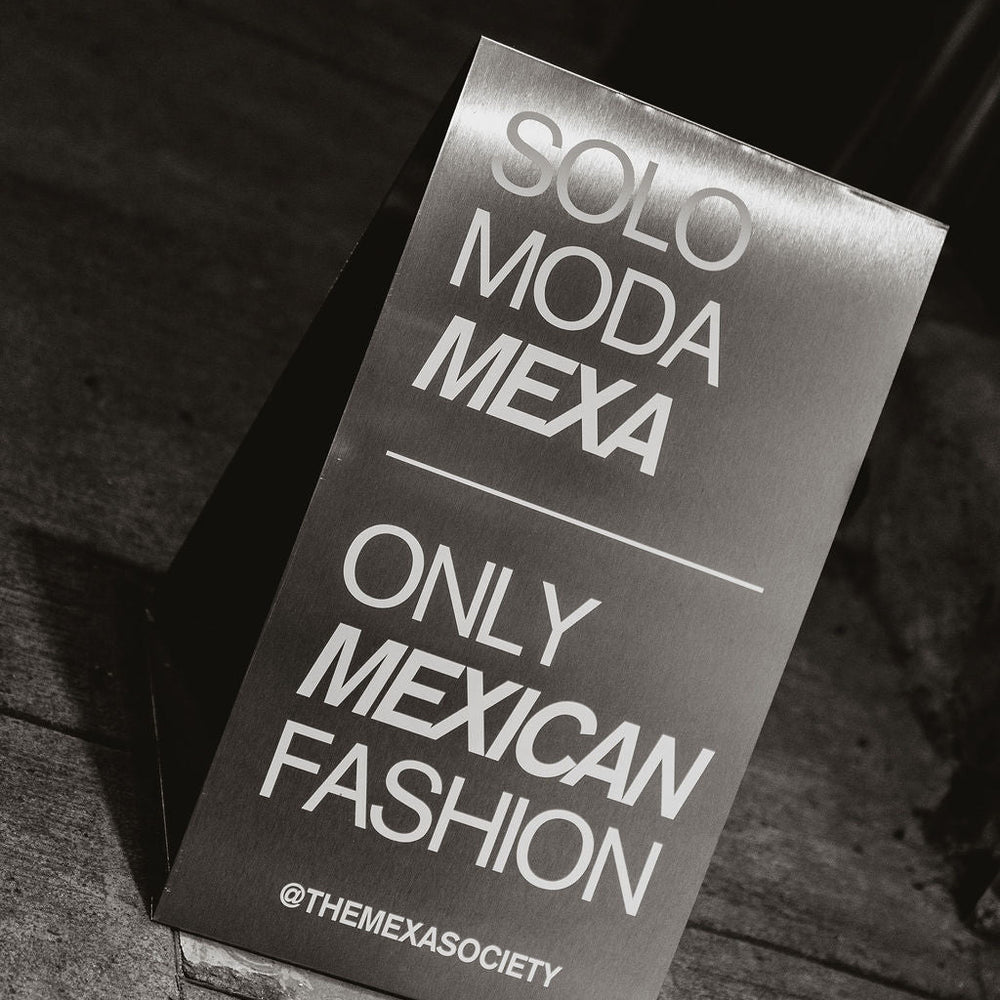 SOLO
MODA
MEXA
ONLY
MEXICAN
FASHION
@THEMEXASOCIETY